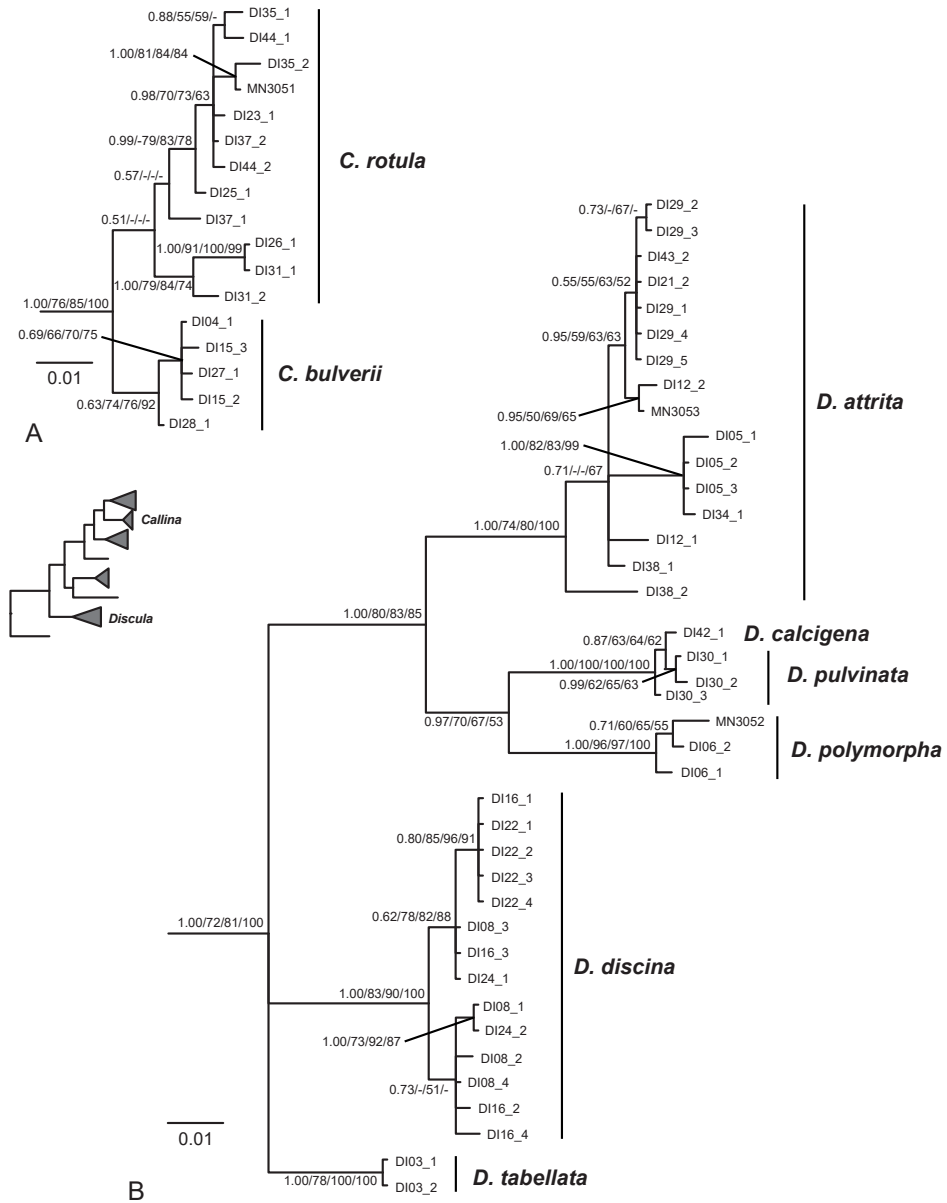 0.88/55/59/-
DI35_1
DI44_1
1.00/81/84/84
DI35_2
MN3051
0.98/70/73/63
DI23_1
DI37_2
0.99/-79/83/78
DI44_2
C. rotula
DI25_1
0.57/-/-/-
DI37_1
0.51/-/-/-
DI26_1
1.00/91/100/99
DI31_1
1.00/79/84/74
DI31_2
1.00/76/85/100
DI04_1
0.69/66/70/75
DI15_3
DI27_1
C. bulverii
0.01
DI15_2
0.63/74/76/92
DI28_1
A
Callina
Discula
DI29_2
0.73/-/67/-
DI29_3
DI43_2
0.55/55/63/52
DI21_2
DI29_1
0.95/59/63/63
DI29_4
DI29_5
DI12_2
D. attrita
0.95/50/69/65
MN3053
1.00/82/83/99
DI05_1
DI05_2
0.71/-/-/67
DI05_3
DI34_1
1.00/74/80/100
DI12_1
DI38_1
DI38_2
1.00/80/83/85
0.87/63/64/62
DI42_1
D. calcigena
1.00/100/100/100
DI30_1
0.99/62/65/63
DI30_2
D. pulvinata
DI30_3
0.97/70/67/53
0.71/60/65/55
MN3052
1.00/96/97/100
DI06_2
D. polymorpha
DI06_1
DI16_1
DI22_1
0.80/85/96/91
DI22_2
DI22_3
DI22_4
0.62/78/82/88
DI08_3
1.00/72/81/100
DI16_3
D. discina
DI24_1
1.00/83/90/100
DI08_1
DI24_2
1.00/73/92/87
DI08_2
DI08_4
0.73/-/51/-
DI16_2
DI16_4
0.01
DI03_1
1.00/78/100/100
D. tabellata
DI03_2
B